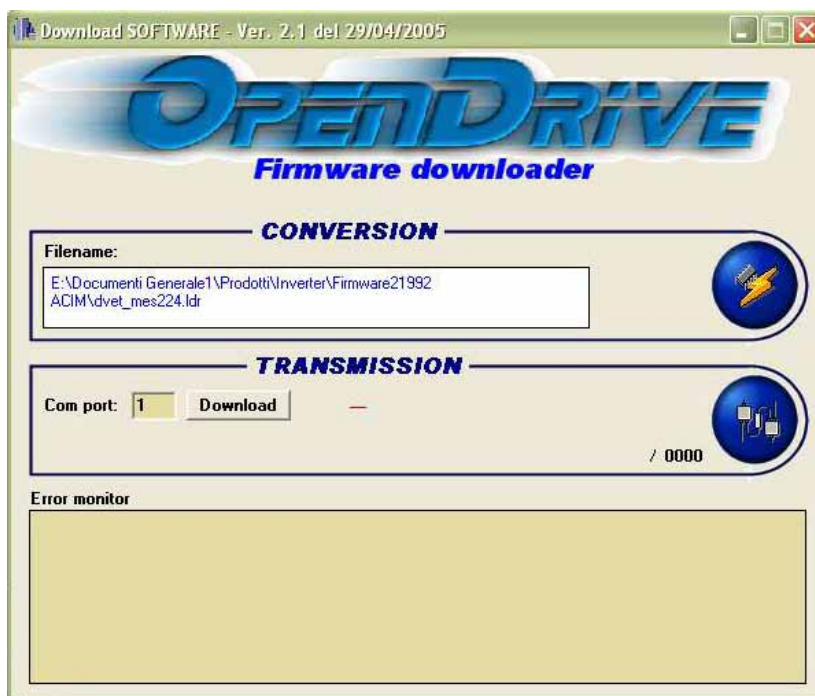 Download SOFTWARE - Ver. 2.1 del 29/04/2005
OPENDRIVE
Firmware downloader
CONVERSION
Filename:
E:\Documenti Generale1\Prodotti\Inverter\Firmware21992
ACIM\dvet_mes224.ldr
TRANSMISSION
Com port: 1 Download —
/ 0000
Error monitor